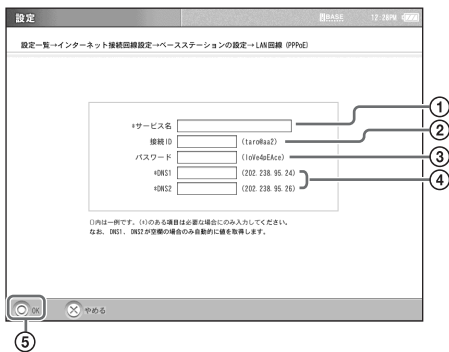 設定
BASE 12:28PM
設定一覧→インターネット接続回線設定→ベースステーションの設定→LAN回線 (PPPoE)
*サービス名
接続ID (taro@aa2)
パスワード (loVe4pEAce)
*DNS1 (202.238.95.24)
*DNS2 (202.238.95.26)
()内は一例です。(*)のある項目は必要な場合にのみ入力してください。
なお、DNS1、DNS2が空欄の場合のみ自動的に値を取得します。
OK やめる
①
②
③
④
⑤